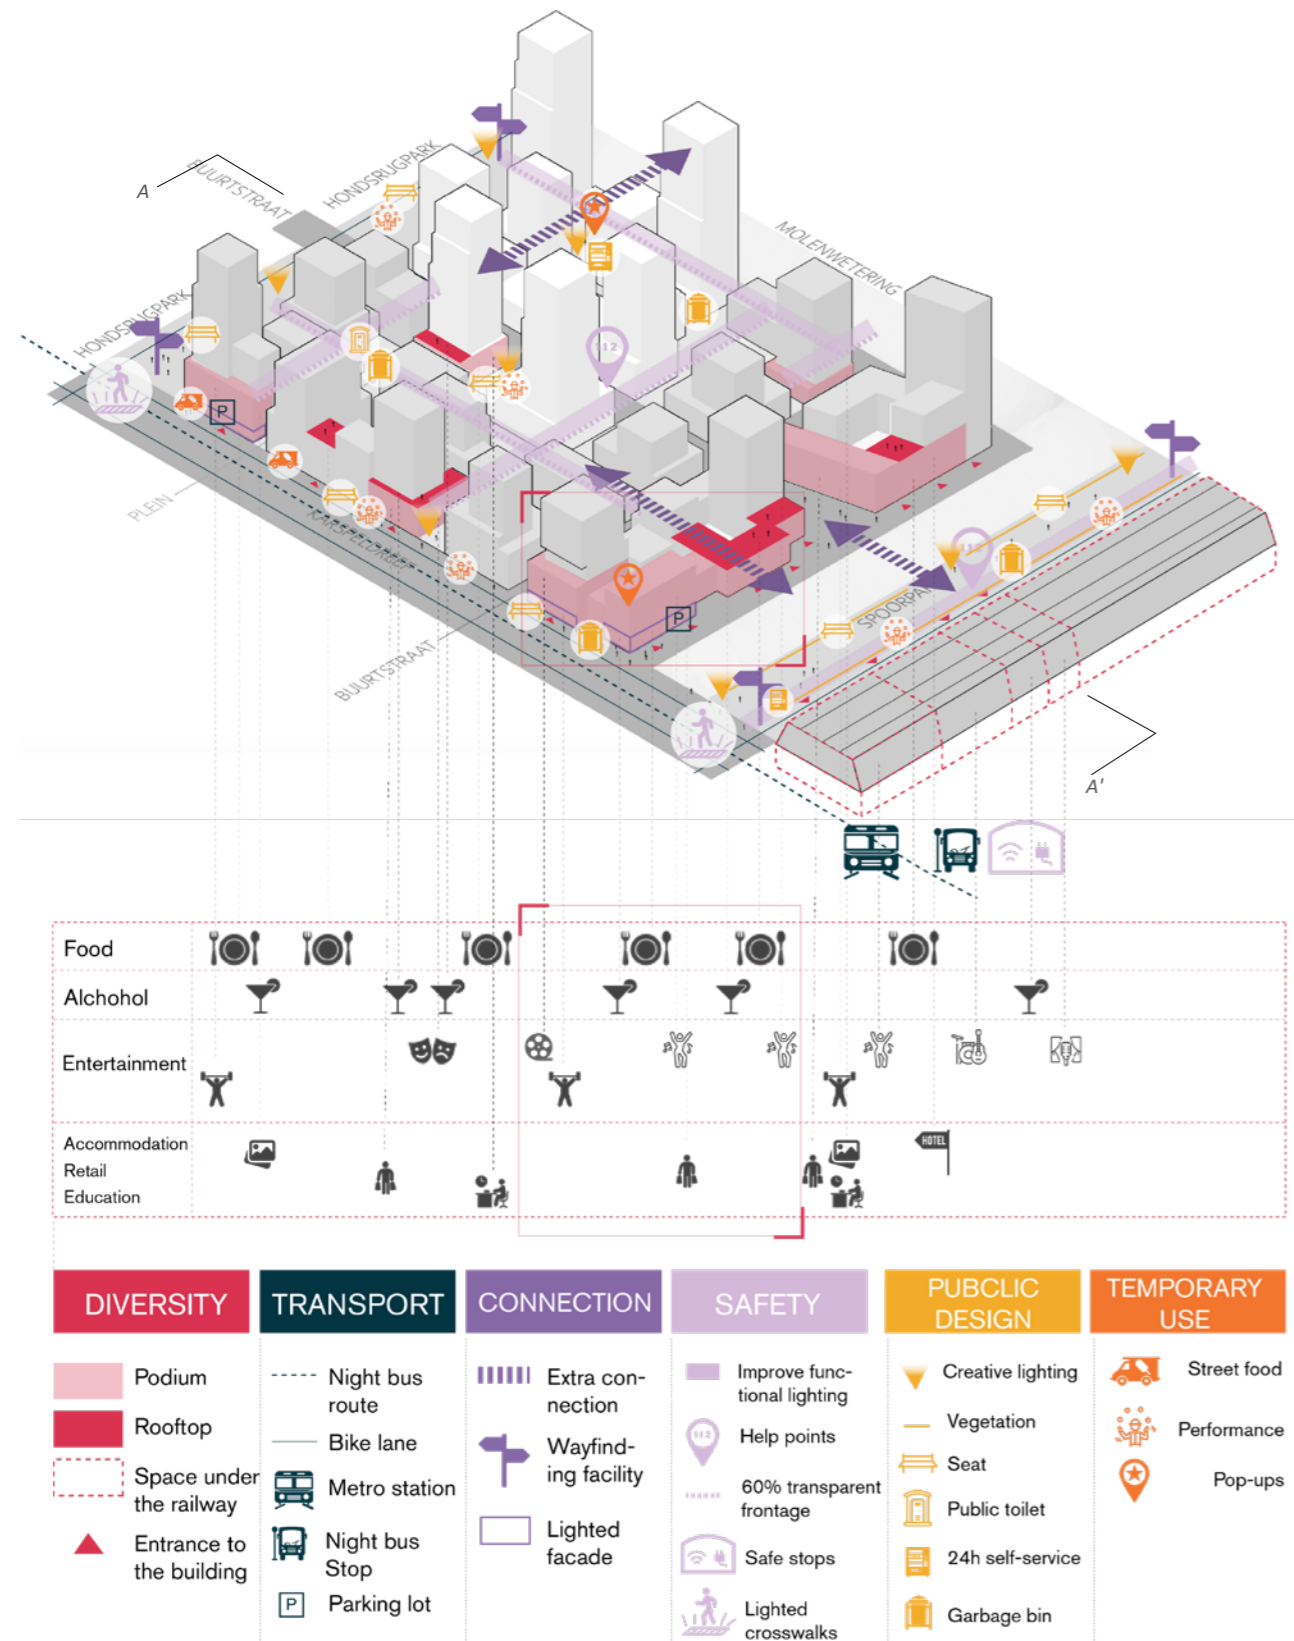 A
BUURTSTRAAT
HONDSRUGPARK
MOLENWETERING
HONDSRUGPARK
112
P
PLEIN
KARSPELDREEF
112
SPOORPARK
P
BUURTSTRAAT
A'
Food
Alchohol
Entertainment
Accommodation
HOTEL
Retail
Education
DIVERSITY
Podium
Rooftop
Space under
the railway
Entrance to
the building
TRANSPORT
Night bus
route
Bike lane
Metro station
Night bus
Stop
P
Parking lot
CONNECTION
Extra con-
nection
Wayfind-
ing facility
Lighted
facade
SAFETY
Improve func-
tional lighting
112
Help points
60% transparent
frontage
Safe stops
Lighted
crosswalks
PUBCLIC
DESIGN
Creative lighting
Vegetation
Seat
Public toilet
24h self-service
Garbage bin
TEMPORARY
USE
Street food
Performance
Pop-ups